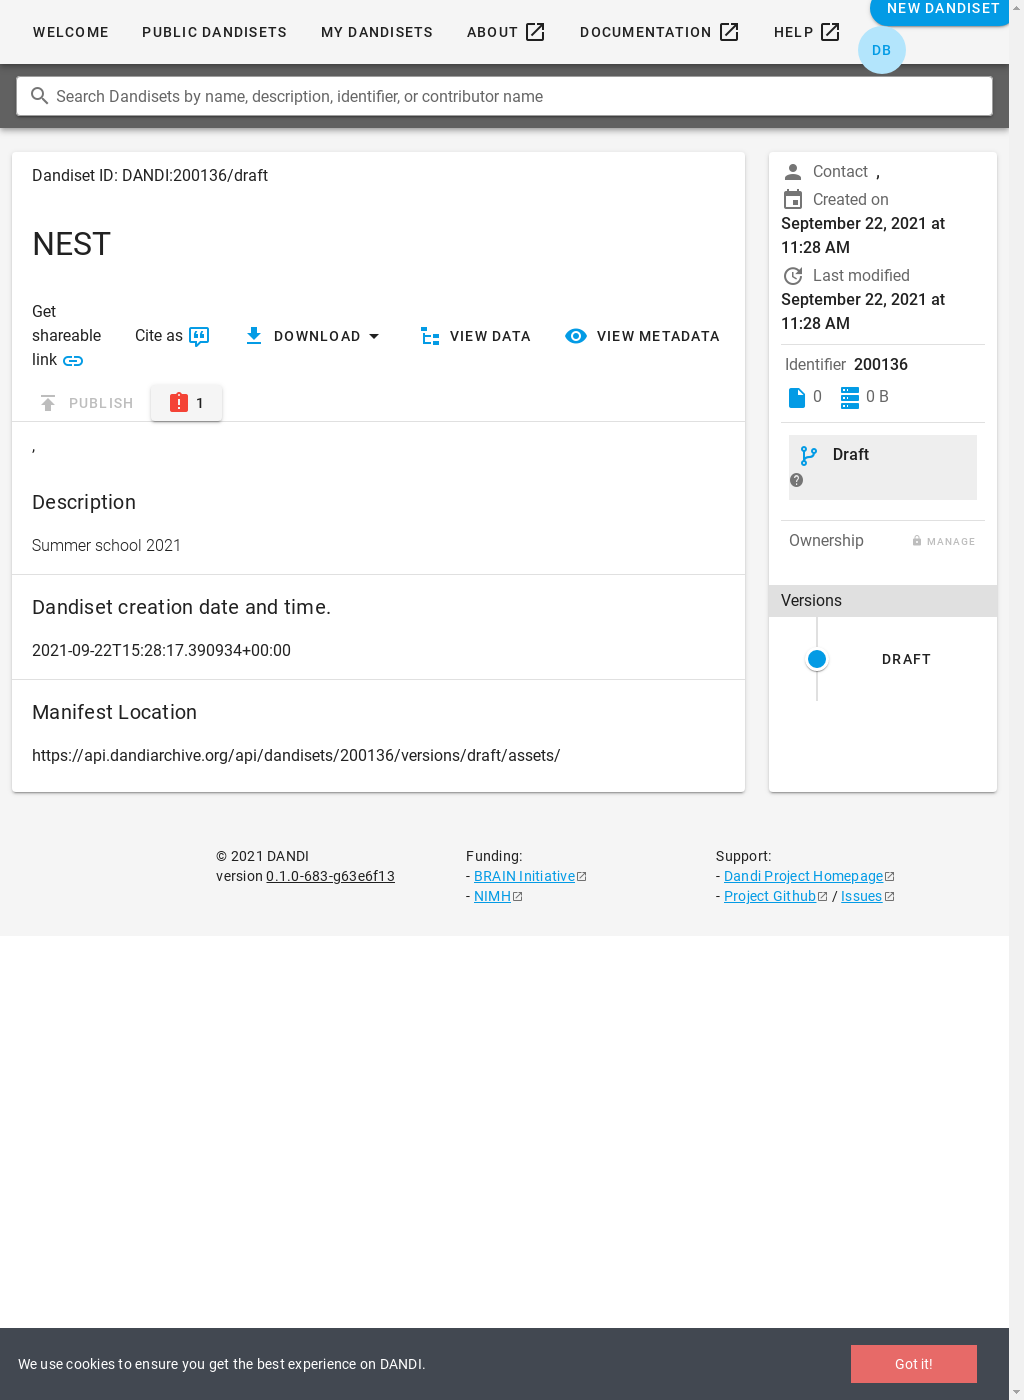 WELCOME
PUBLIC DANDISETS
MY DANDISETS
ABOUT
DOCUMENTATION
HELP
NEW DANDISET
DB
Search Dandisets by name, description, identifier, or contributor name
Dandiset ID: DANDI:200136/draft
NEST
Get
shareable
link
Cite as
DOWNLOAD
VIEW DATA
VIEW METADATA
PUBLISH
1
,
Description
Summer school 2021
Dandiset creation date and time.
2021-09-22T15:28:17.390934+00:00
Manifest Location
https://api.dandiarchive.org/api/dandisets/200136/versions/draft/assets/
Contact ,
Created on
September 22, 2021 at
11:28 AM
Last modified
September 22, 2021 at
11:28 AM
Identifier 200136
0
0 B
Draft
Ownership
MANAGE
Versions
DRAFT
© 2021 DANDI
version 0.1.0-683-g63e6f13
Funding:
- BRAIN Initiative
- NIMH
Support:
- Dandi Project Homepage
- Project Github / Issues
We use cookies to ensure you get the best experience on DANDI.
Got it!